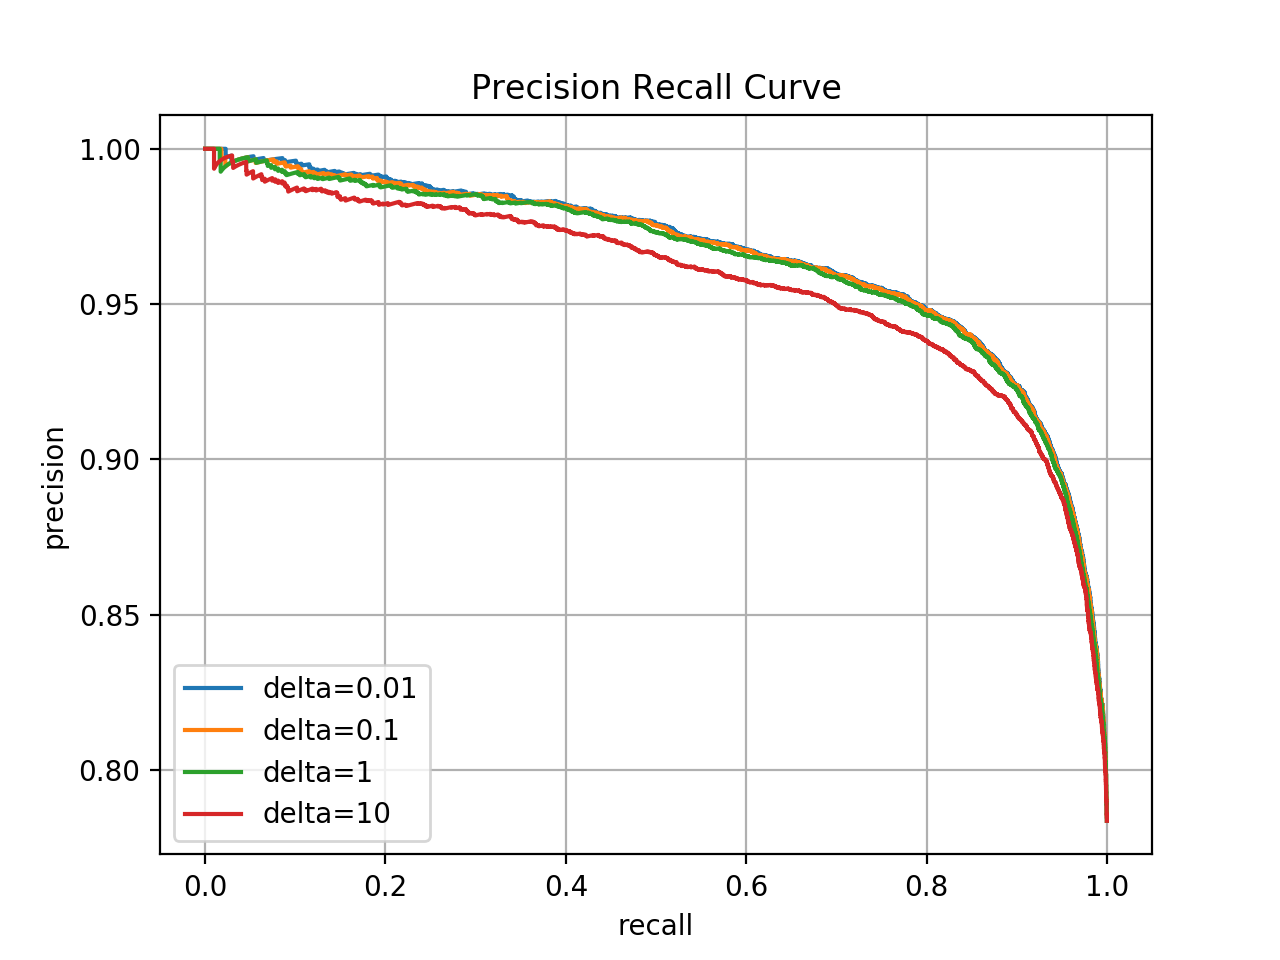 Precision Recall Curve
1.00
0.95
0.90
0.85
0.80
precision
delta=0.01
delta=0.1
delta=1
delta=10
0.0 0.2 0.4 0.6 0.8 1.0
recall